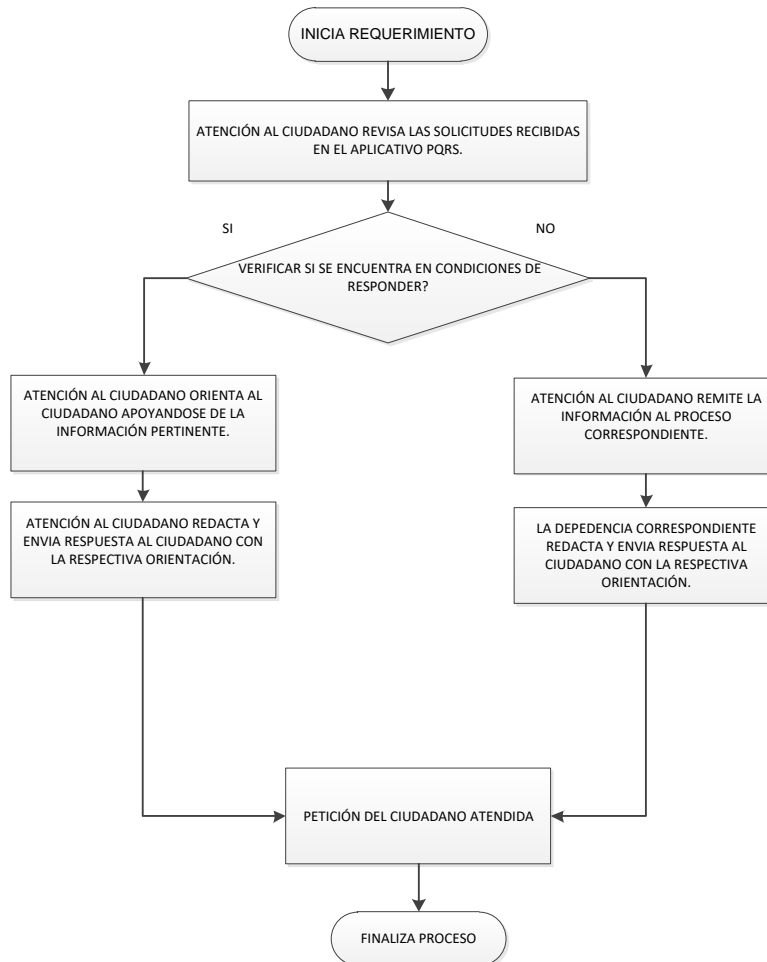 INICIA REQUERIMIENTO
ATENCIÓN AL CIUDADANO REVISA LAS SOLICITUDES RECIBIDAS
EN EL APLICATIVO PQRS.
SI
NO
VERIFICAR SI SE ENCUENTRA EN CONDICIONES DE
RESPONDER?
ATENCIÓN AL CIUDADANO ORIENTA AL
CIUDADANO APOYANDOSE DE LA
INFORMACIÓN PERTINENTE.
ATENCIÓN AL CIUDADANO REMITE LA
INFORMACIÓN AL PROCESO
CORRESPONDIENTE.
ATENCIÓN AL CIUDADANO REDACTA Y
ENVIA RESPUESTA AL CIUDADANO CON
LA RESPECTIVA ORIENTACIÓN.
LA DEPEDENCIA CORRESPONDIENTE
REDACTA Y ENVIA RESPUESTA AL
CIUDADANO CON LA RESPECTIVA
ORIENTACIÓN.
PETICIÓN DEL CIUDADANO ATENDIDA
FINALIZA PROCESO